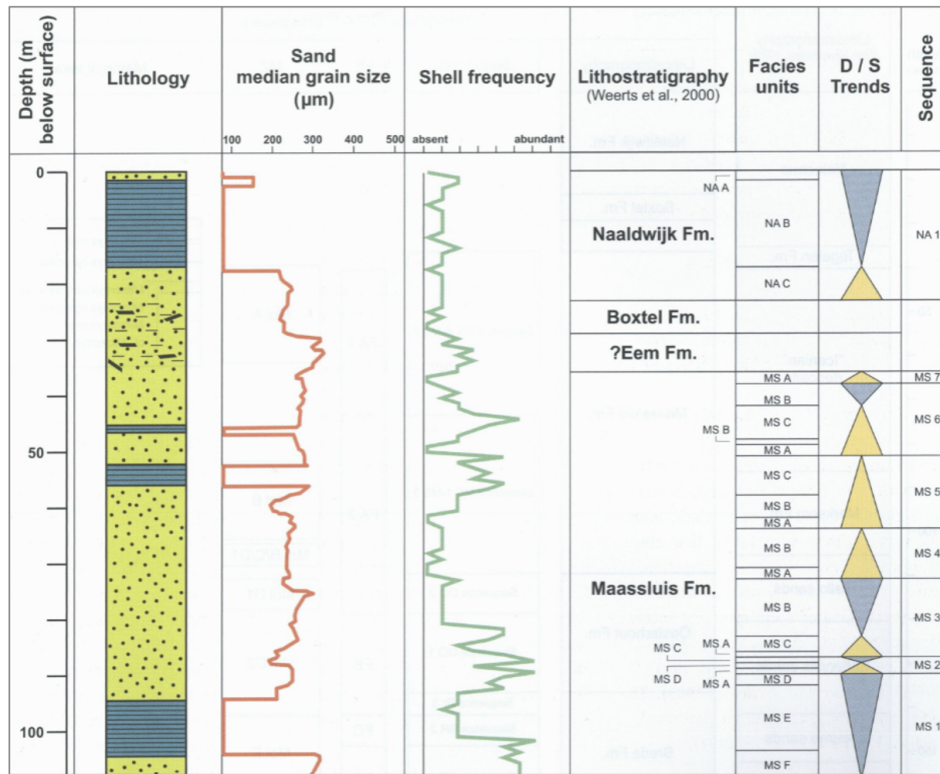 Depth (m
below surface)
Lithology
Sand
median grain size
(µm)
Shell frequency
Lithostratigraphy
(Weerts et al., 2000)
Facies
units
D / S
Trends
Sequence
100 200 300 400 500
absent abundant
0
50
100
Naaldwijk Fm.
Boxtel Fm.
?Eem Fm.
Maassluis Fm.
NA A
NA B
NA C
MS A
MS B
MS C
MS B
MS A
MS C
MS B
MS A
MS B
MS A
MS B
MS A
MS C
MS C
MS D
MS A
MS D
MS E
MS F
NA 1
MS 7
MS 6
MS 5
MS 4
MS 3
MS 2
MS 1